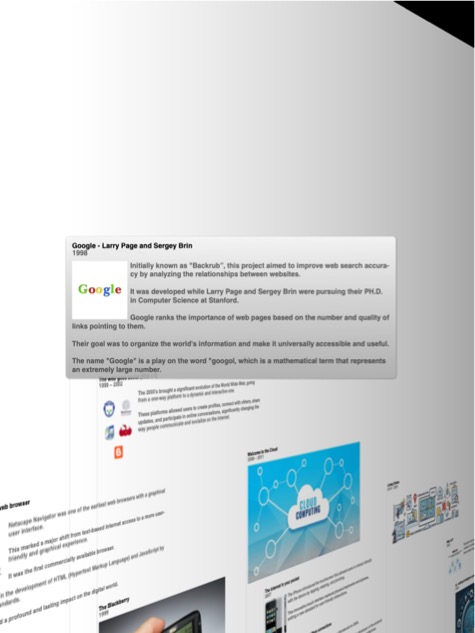 Google - Larry Page and Sergey Brin
1998
Initially known as "Backrub", this project aimed to improve web search accura-
cy by analyzing the relationships between websites.
Google
It was developed while Larry Page and Sergey Brin were pursuing their PH.D.
in Computer Science at Stanford.
Google ranks the importance of web pages based on the number and quality of
links pointing to them.
Their goal was to organize the world's information and make it universally accessible and useful.
The name "Google" is a play on the word "googol, which is a mathematical term that represents
an extremely large number.
The 2000's brought a significant evolution of the World Wide Web, going
from a one-way platform to a dynamic and interactive one.
These platforms allowed users to create profiles, connect with others, share
updates, and participate in online conversations, significantly changing the
way people communicate and socialize on the internet.
Welcome to the Cloud
CLOUD
COMPUTING
web browser
Netscape Navigator was one of the earliest web browsers with a graphical
user interface.
This marked a major shift from text-based internet access to a more user-
friendly and graphical experience.
It was the first commercially available browser.
in the development of HTML (Hypertext Markup Language) and JavaScript by
ndards.
d a profound and lasting impact on the digital world.
The internet in your pocket
The Blackberry
1999